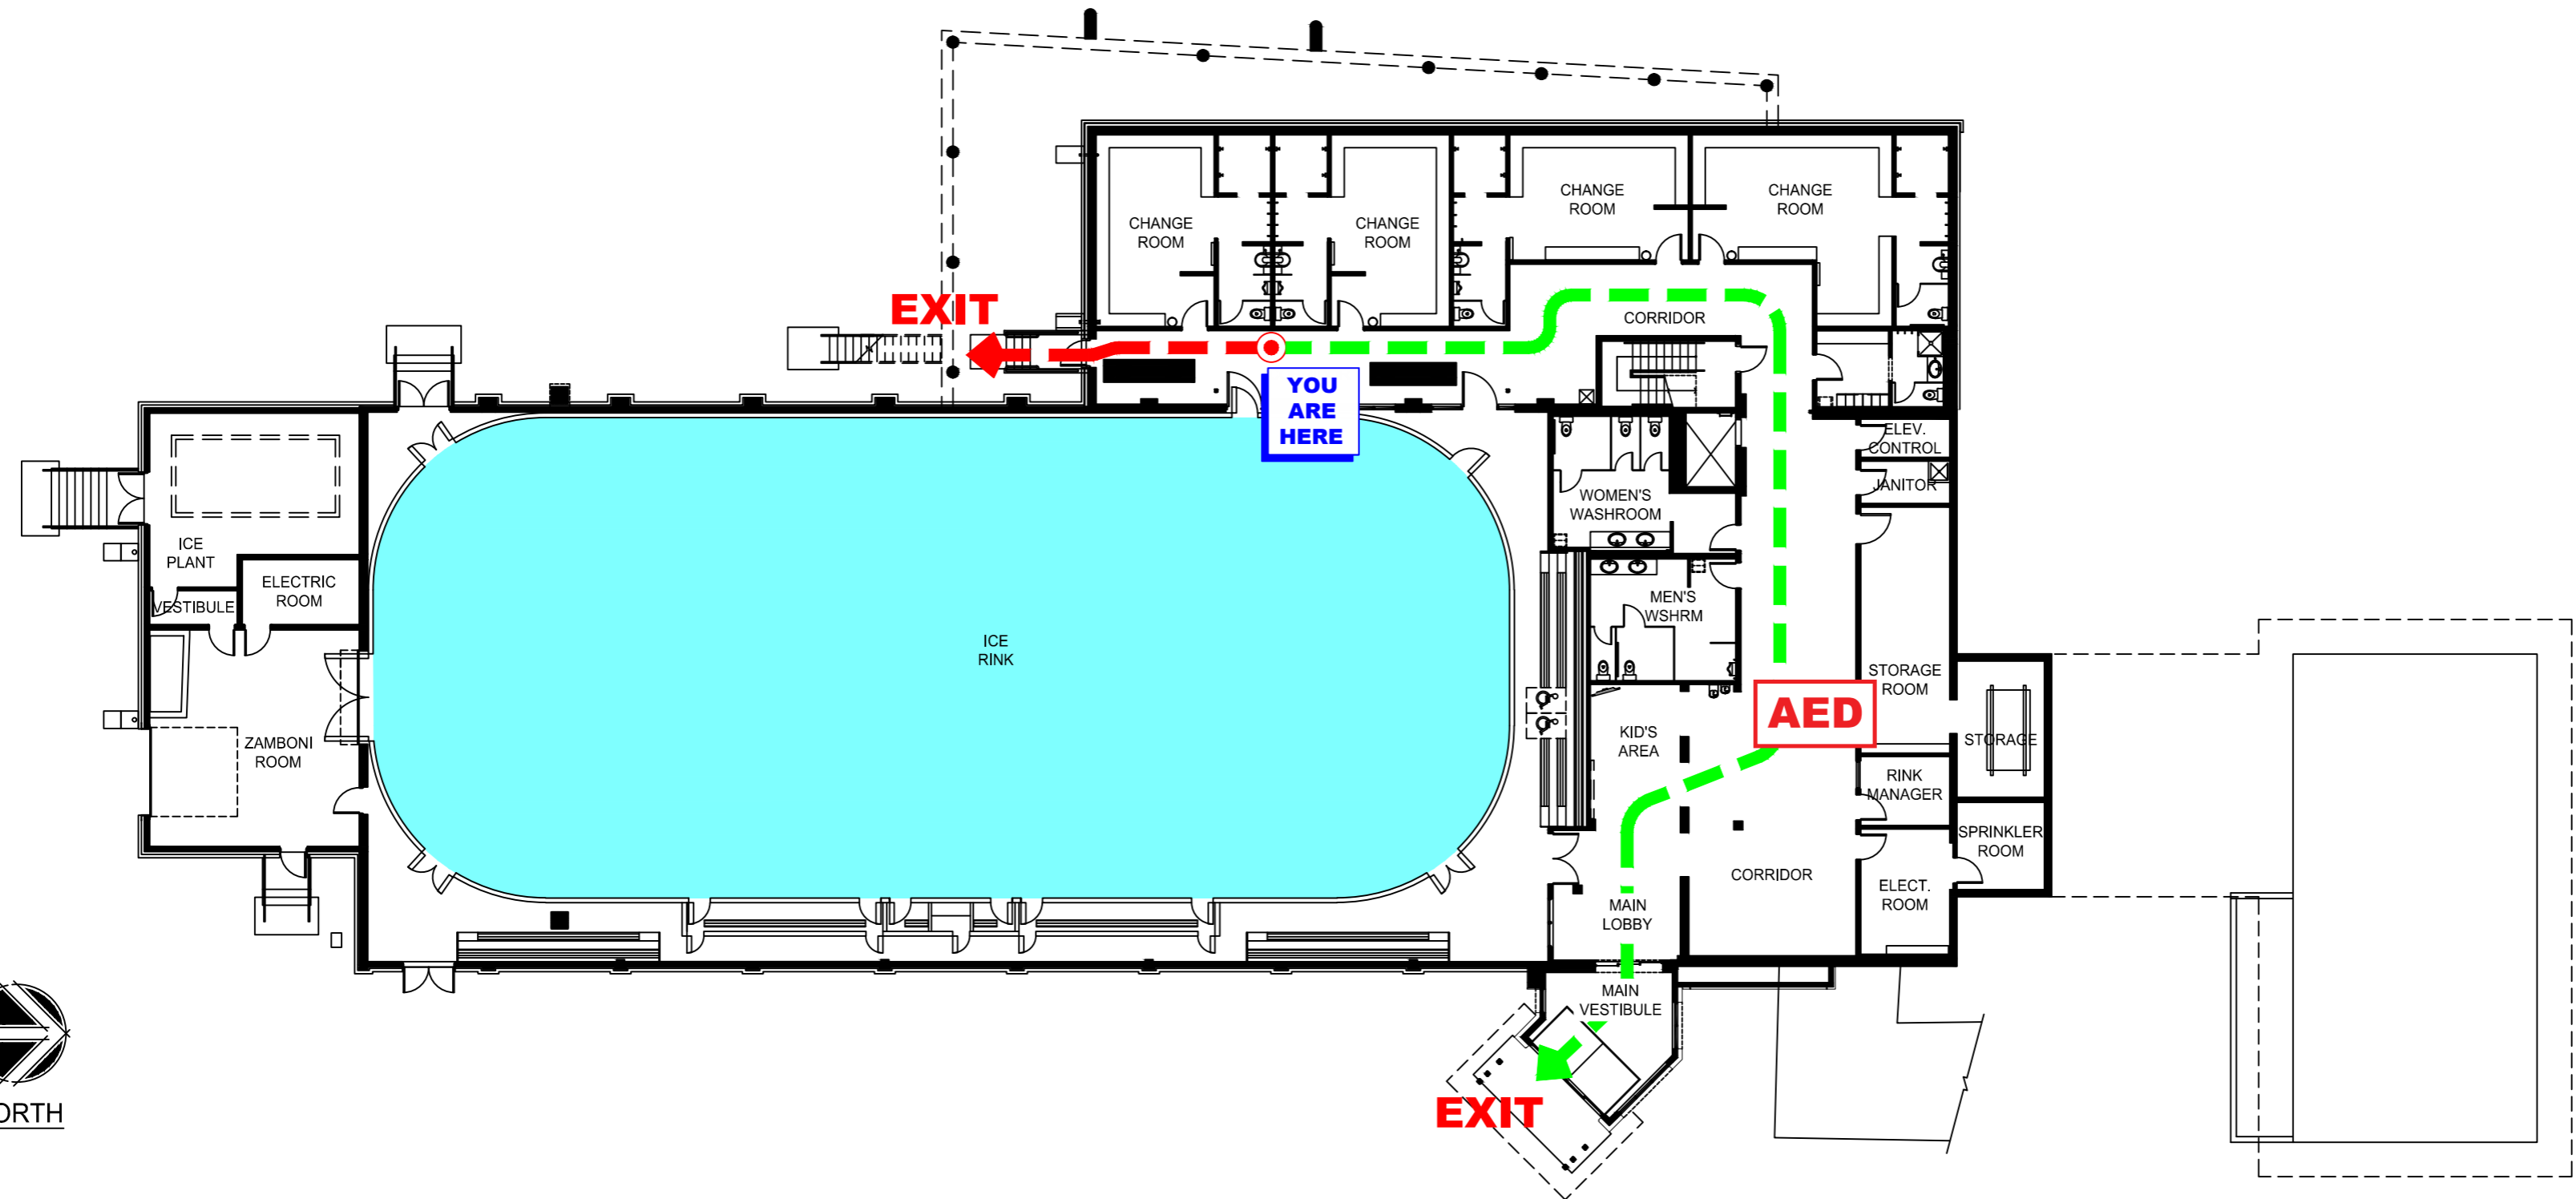 CHANGE
ROOM
CHANGE
ROOM
CHANGE
ROOM
CHANGE
ROOM
EXIT
CORRIDOR
YOU
ARE
HERE
ELEV.
CONTROL
JANITOR
WOMEN'S
WASHROOM
ICE
PLANT
ELECTRIC
ROOM
VESTIBULE
MEN'S
WSHRM
ICE
RINK
STORAGE
ROOM
AED
KID'S
AREA
STORAGE
ZAMBONI
ROOM
RINK
MANAGER
SPRINKLER
ROOM
CORRIDOR
ELECT.
ROOM
MAIN
LOBBY
MAIN
VESTIBULE
EXIT
ORTH